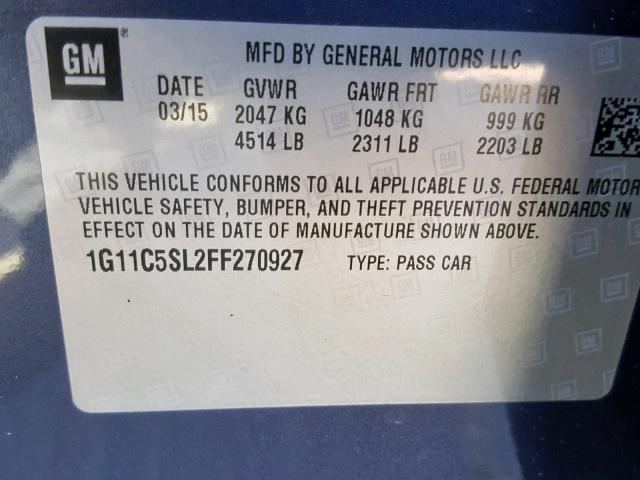 GM ® MFD BY GENERAL MOTORS LLC
DATE GVWR GAWR FRT GAWR RR
03/15 2047 KG 1048 KG 999 KG
4514 LB 2311 LB 2203 LB
THIS VEHICLE CONFORMS TO ALL APPLICABLE U.S. FEDERAL MOTOR
VEHICLE SAFETY, BUMPER, AND THEFT PREVENTION STANDARDS IN
EFFECT ON THE DATE OF MANUFACTURE SHOWN ABOVE.
1G11C5SL2FF270927 TYPE: PASS CAR